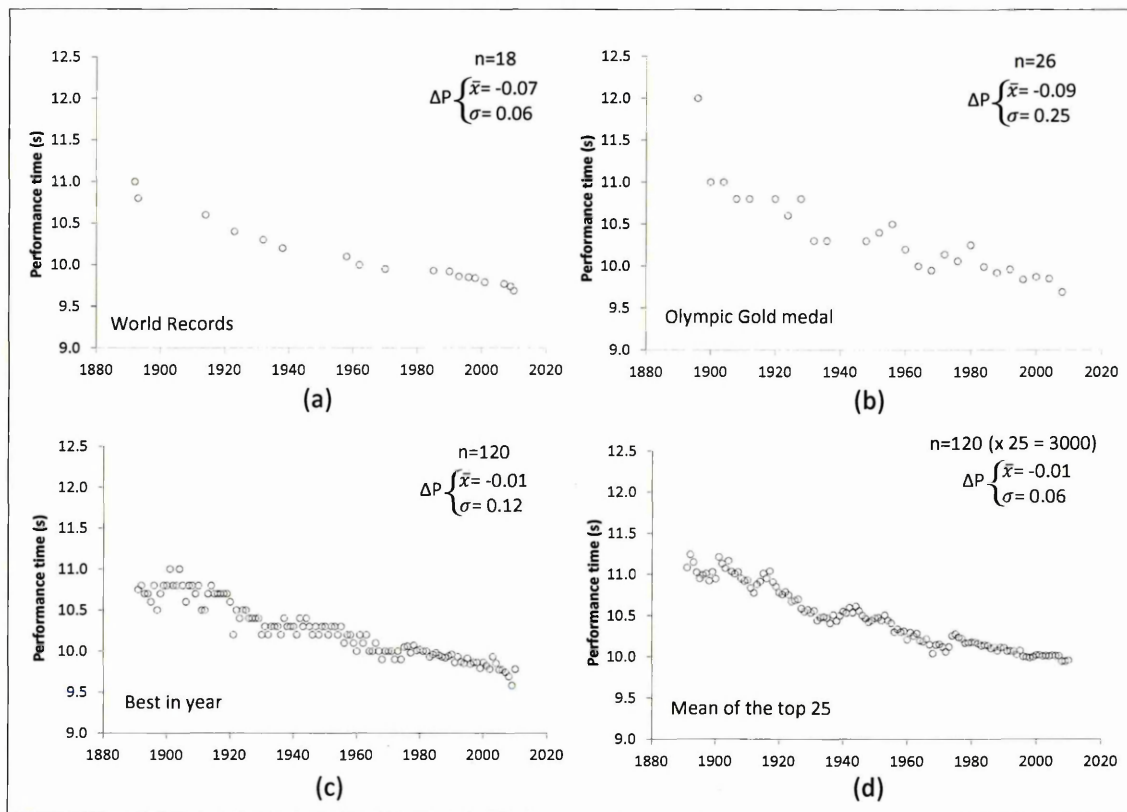 12.5
12.0
11.5
11.0
10.5
10.0
9.5
9.0
Performance time (s)
n=18
ΔP { x̄= -0.07
σ= 0.06
World Records
1880 1900 1920 1940 1960 1980 2000 2020
(a)
12.5
12.0
11.5
11.0
10.5
10.0
9.5
9.0
Performance time (s)
n=26
ΔP { x̄= -0.09
σ= 0.25
Olympic Gold medal
1880 1900 1920 1940 1960 1980 2000 2020
(b)
12.5
12.0
11.5
11.0
10.5
10.0
9.5
9.0
Performance time (s)
n=120
ΔP { x̄= -0.01
σ= 0.12
Best in year
1880 1900 1920 1940 1960 1980 2000 2020
(c)
12.5
12.0
11.5
11.0
10.5
10.0
9.5
9.0
Performance time (s)
n=120 (x 25 = 3000)
ΔP { x̄= -0.01
σ= 0.06
Mean of the top 25
1880 1900 1920 1940 1960 1980 2000 2020
(d)